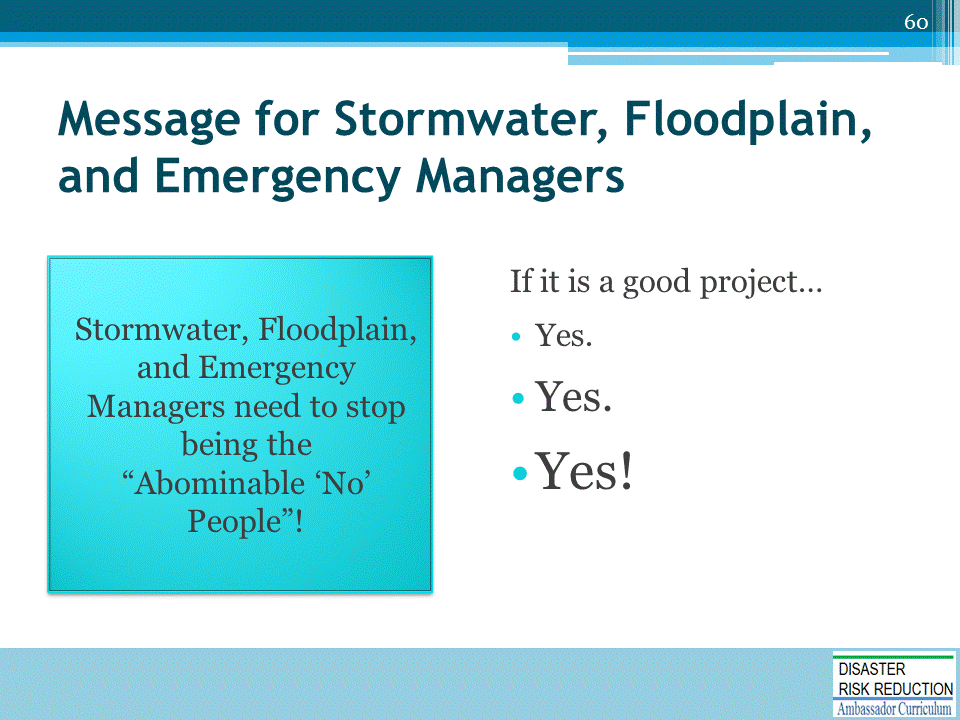 60
Message for Stormwater, Floodplain,
and Emergency Managers
Stormwater, Floodplain,
and Emergency
Managers need to stop
being the
“Abominable ‘No’
People”!
If it is a good project…
• Yes.
• Yes.
• Yes!
DISASTER
RISK REDUCTION
Ambassador Curriculum